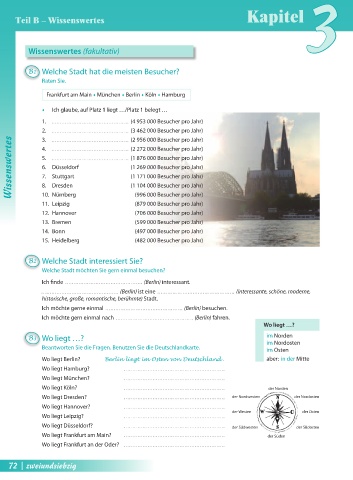 Teil B – Wissenswertes
Kapitel 3
Wissenswertes (fakultativ)
Welche Stadt hat die meisten Besucher?
Raten Sie.
Frankfurt am Main • München • Berlin • Köln • Hamburg
• Ich glaube, auf Platz 1 liegt …/Platz 1 belegt …
1. (4 953 000 Besucher pro Jahr)
2. (3 462 000 Besucher pro Jahr)
3. (2 956 000 Besucher pro Jahr)
4. (2 272 000 Besucher pro Jahr)
5. (1 876 000 Besucher pro Jahr)
6. Düsseldorf (1 269 000 Besucher pro Jahr)
7. Stuttgart (1 171 000 Besucher pro Jahr)
8. Dresden (1 104 000 Besucher pro Jahr)
10. Nürnberg (996 000 Besucher pro Jahr)
11. Leipzig (879 000 Besucher pro Jahr)
12. Hannover (706 000 Besucher pro Jahr)
13. Bremen (599 000 Besucher pro Jahr)
14. Bonn (497 000 Besucher pro Jahr)
15. Heidelberg (482 000 Besucher pro Jahr)
Wissenswertes
B2 Welche Stadt interessiert Sie?
Welche Stadt möchten Sie gern einmal besuchen?
Ich finde (Berlin) interessant.
(Berlin) ist eine (interessante, schöne, moderne,
historische, große, romantische, berühmte) Stadt.
Ich möchte gerne einmal (Berlin) besuchen.
Ich möchte gern einmal nach (Berlin) fahren.
Wo liegt …?
im Norden
im Nordosten
im Osten
aber: in der Mitte
Wo liegt …?
Beantworten Sie die Fragen. Benutzen Sie die Deutschlandkarte.
Wo liegt Berlin? Berlin liegt im Osten von Deutschland.
Wo liegt Hamburg?
Wo liegt München?
Wo liegt Köln?
Wo liegt Dresden?
Wo liegt Hannover?
Wo liegt Leipzig?
Wo liegt Düsseldorf?
Wo liegt Frankfurt am Main?
Wo liegt Frankfurt an der Oder?
der Norden
der Nordwesten N der Nordosten
der Westen W O der Osten
der Südwesten S der Südosten
der Süden
72 | zweiundsiebzig